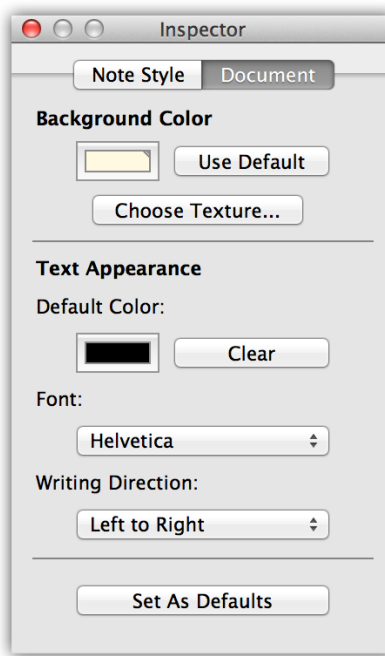 Inspector
Note Style Document
Background Color
Use Default
Choose Texture...
Text Appearance
Default Color:
Clear
Font:
Helvetica
Writing Direction:
Left to Right
Set As Defaults